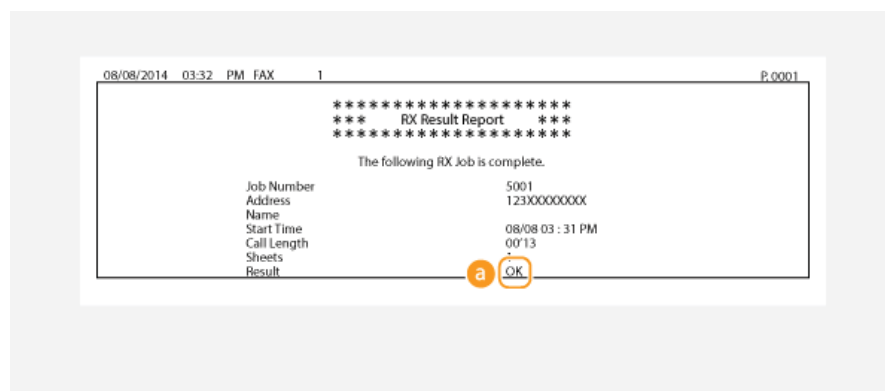 08/08/2014 03:32 PM FAX 1 P. 0001
********************
*** RX Result Report ***
********************
The following RX Job is complete.
Job Number 5001
Address 123XXXXXXXX
Name
Start Time 08/08 03 : 31 PM
Call Length 00'13
Sheets 1
Result a OK